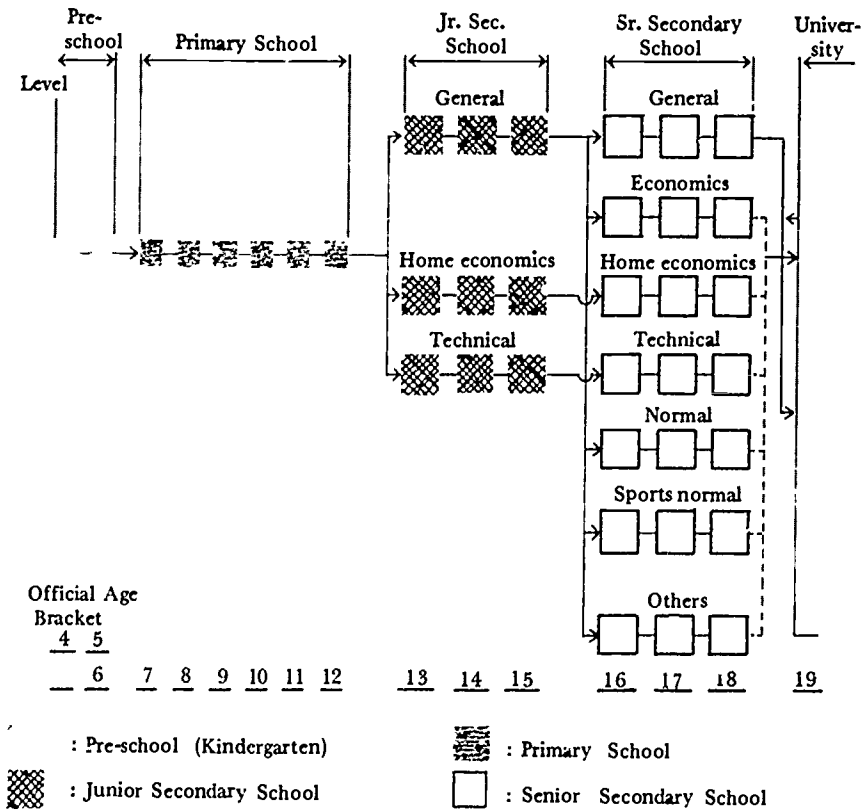 Pre-
school
Primary School
Jr. Sec.
School
Sr. Secondary
School
Univer-
sity
Level
General
General
Economics
Home economics
Home economics
Technical
Technical
Normal
Sports normal
Others
Official Age
Bracket
4 5
6 7 8 9 10 11 12 13 14 15 16 17 18 19
: Pre-school (Kindergarten)
: Primary School
: Junior Secondary School
: Senior Secondary School